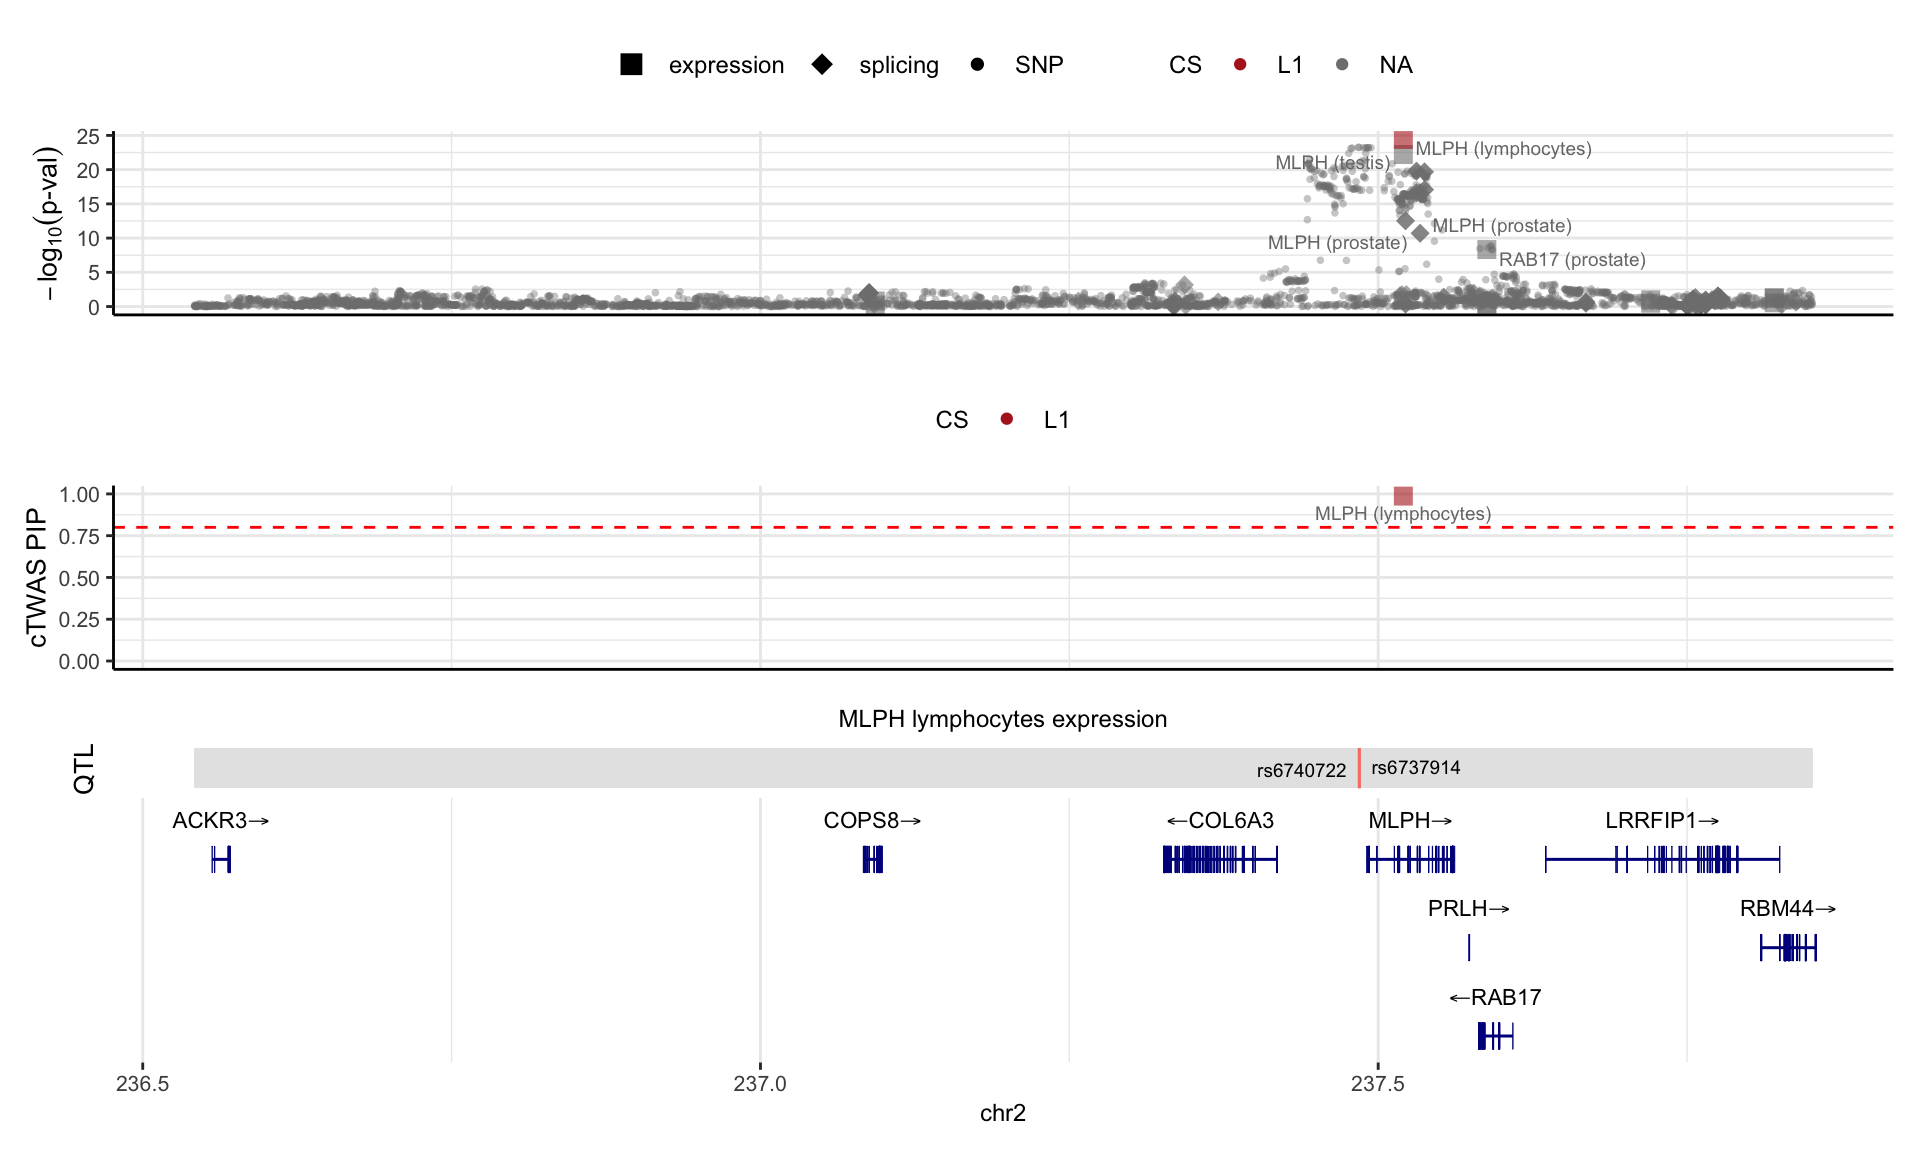 expression splicing SNP CS L1 NA
25
20
15
10
5
0
− log10(p-val)
MLPH (lymphocytes)
MLPH (testis)
MLPH (prostate)
MLPH (prostate)
RAB17 (prostate)
CS L1
1.00
0.75
0.50
0.25
0.00
cTWAS PIP
MLPH (lymphocytes)
MLPH lymphocytes expression
QTL
rs6740722 rs6737914
ACKR3→ COPS8→ ←COL6A3 MLPH→ LRRFIP1→
PRLH→ RBM44→
←RAB17
236.5 237.0 237.5
chr2